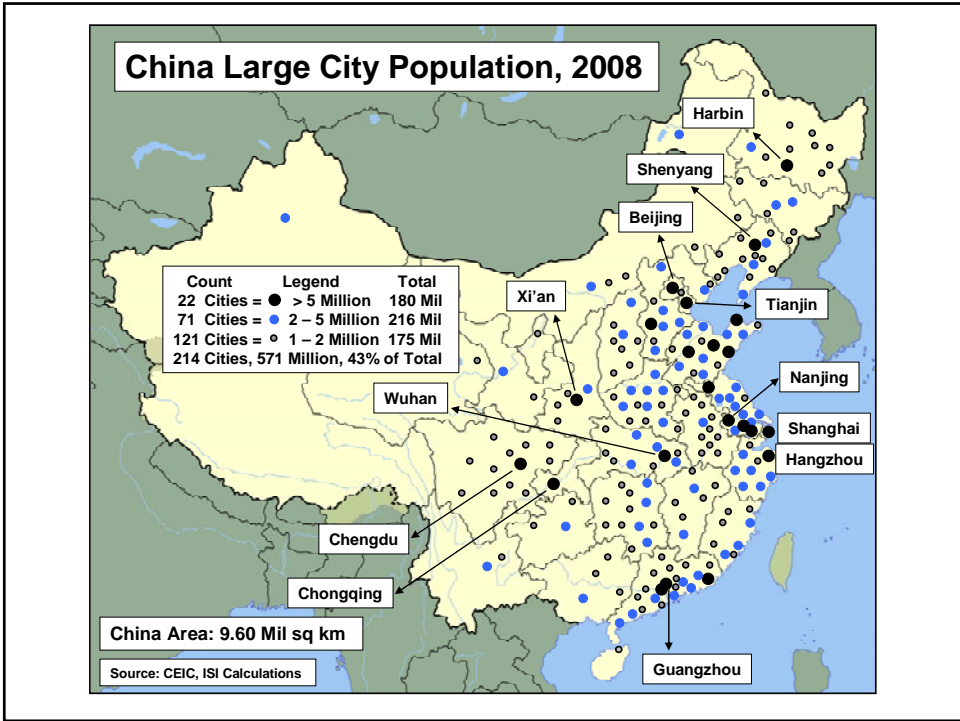 China Large City Population, 2008
Harbin
Shenyang
Beijing
Xi'an
Tianjin
Count Legend Total
22 Cities = > 5 Million 180 Mil
71 Cities = 2 – 5 Million 216 Mil
121 Cities = 1 – 2 Million 175 Mil
214 Cities, 571 Million, 43% of Total
Nanjing
Wuhan
Shanghai
Hangzhou
Chengdu
Chongqing
China Area: 9.60 Mil sq km
Guangzhou
Source: CEIC, ISI Calculations